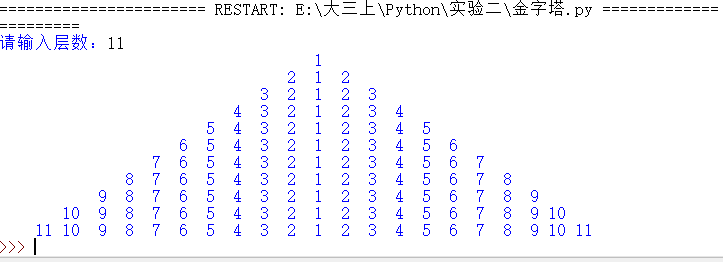 ======================== RESTART: E:\大三上\Python\实验二\金字塔.py =============
=========
请输入层数：11
1
2 1 2
3 2 1 2 3
4 3 2 1 2 3 4
5 4 3 2 1 2 3 4 5
6 5 4 3 2 1 2 3 4 5 6
7 6 5 4 3 2 1 2 3 4 5 6 7
8 7 6 5 4 3 2 1 2 3 4 5 6 7 8
9 8 7 6 5 4 3 2 1 2 3 4 5 6 7 8 9
10 9 8 7 6 5 4 3 2 1 2 3 4 5 6 7 8 9 10
11 10 9 8 7 6 5 4 3 2 1 2 3 4 5 6 7 8 9 10 11
>>>